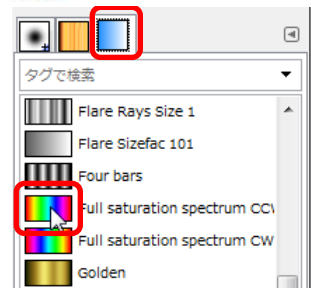 タグで検索
Flare Rays Size 1
Flare Sizefac 101
Four bars
Full saturation spectrum CC
Full saturation spectrum CW
Golden